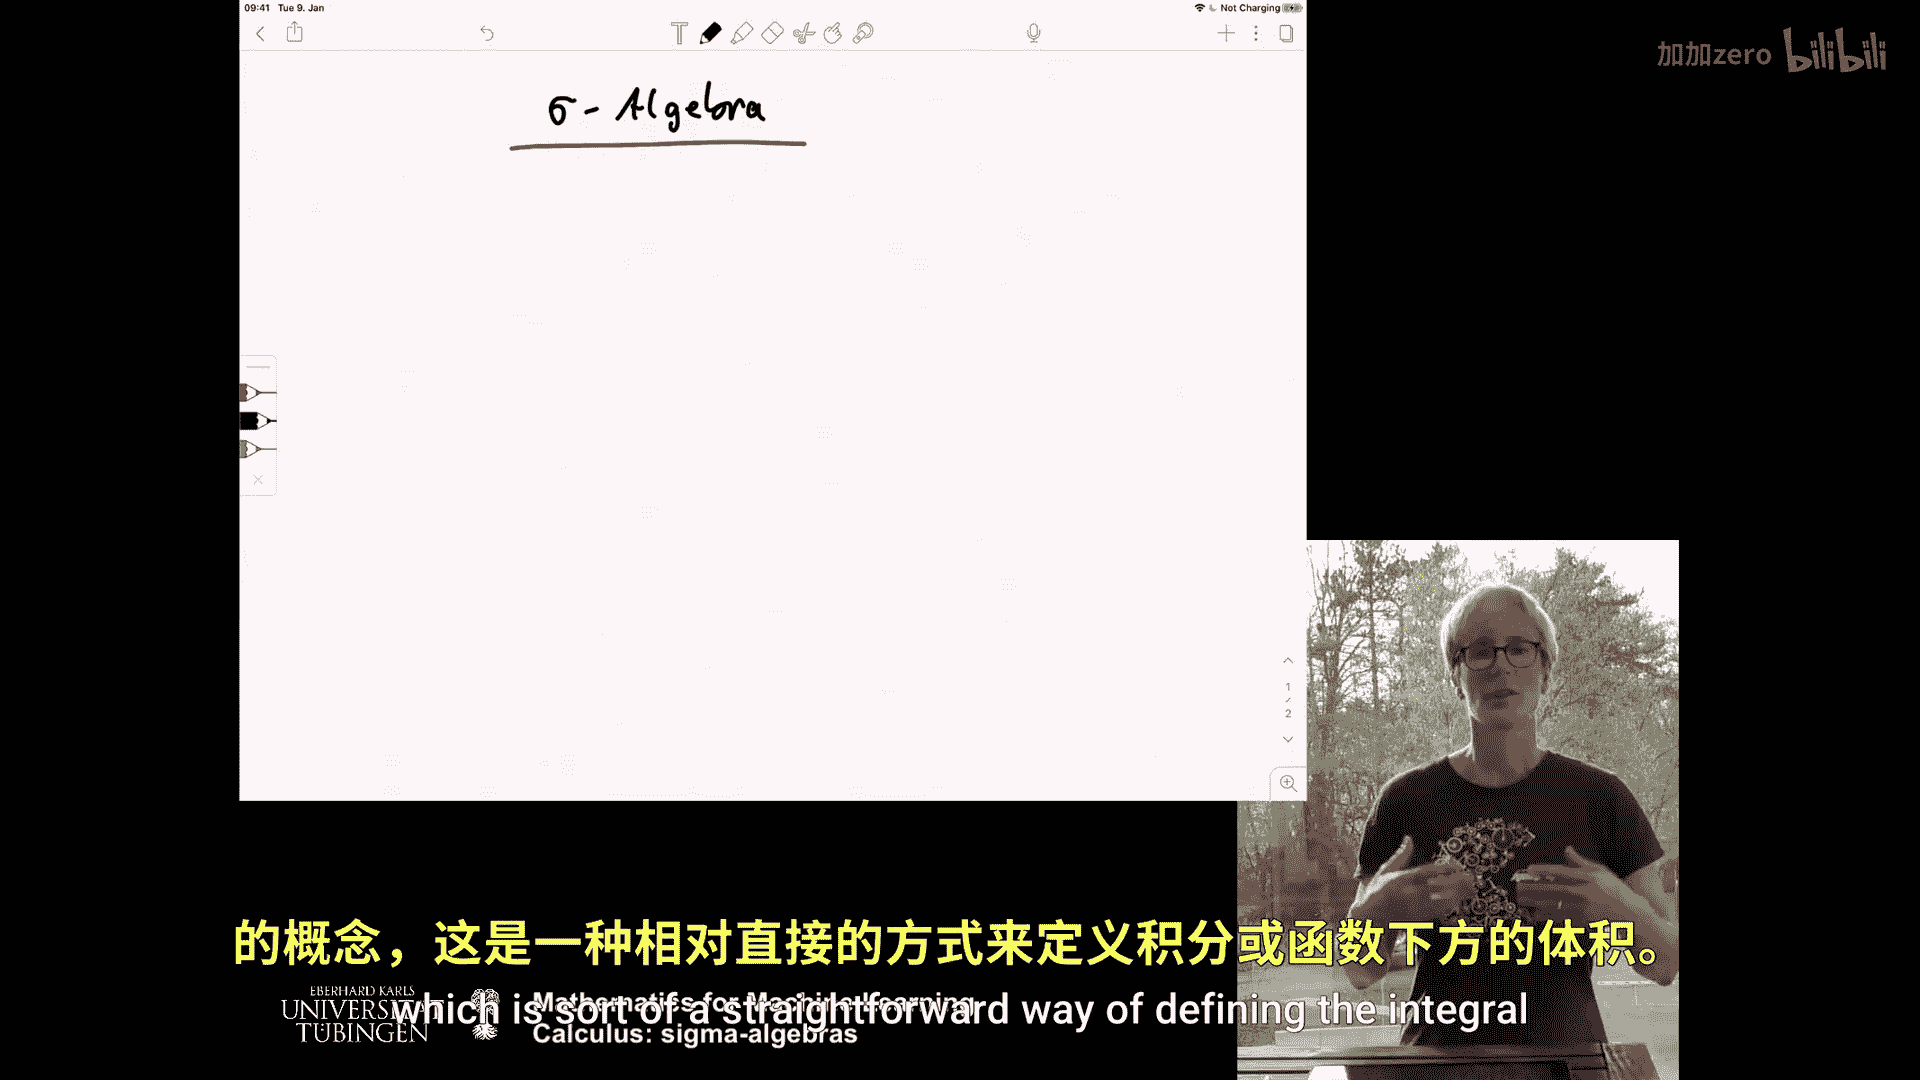 09:41 Tue 9. Jan
Not Charging
加加zero bilibili
T
σ - Algebra
1
/
2
的概念，这是一种相对直接的方式来定义积分或函数下方的体积。
EBERHARD KARLS
UNIVERSITÄT
TÜBINGEN
Mathematics for Machine Learning
which is sort of a straightforward way of defining the integral
Calculus: sigma-algebras